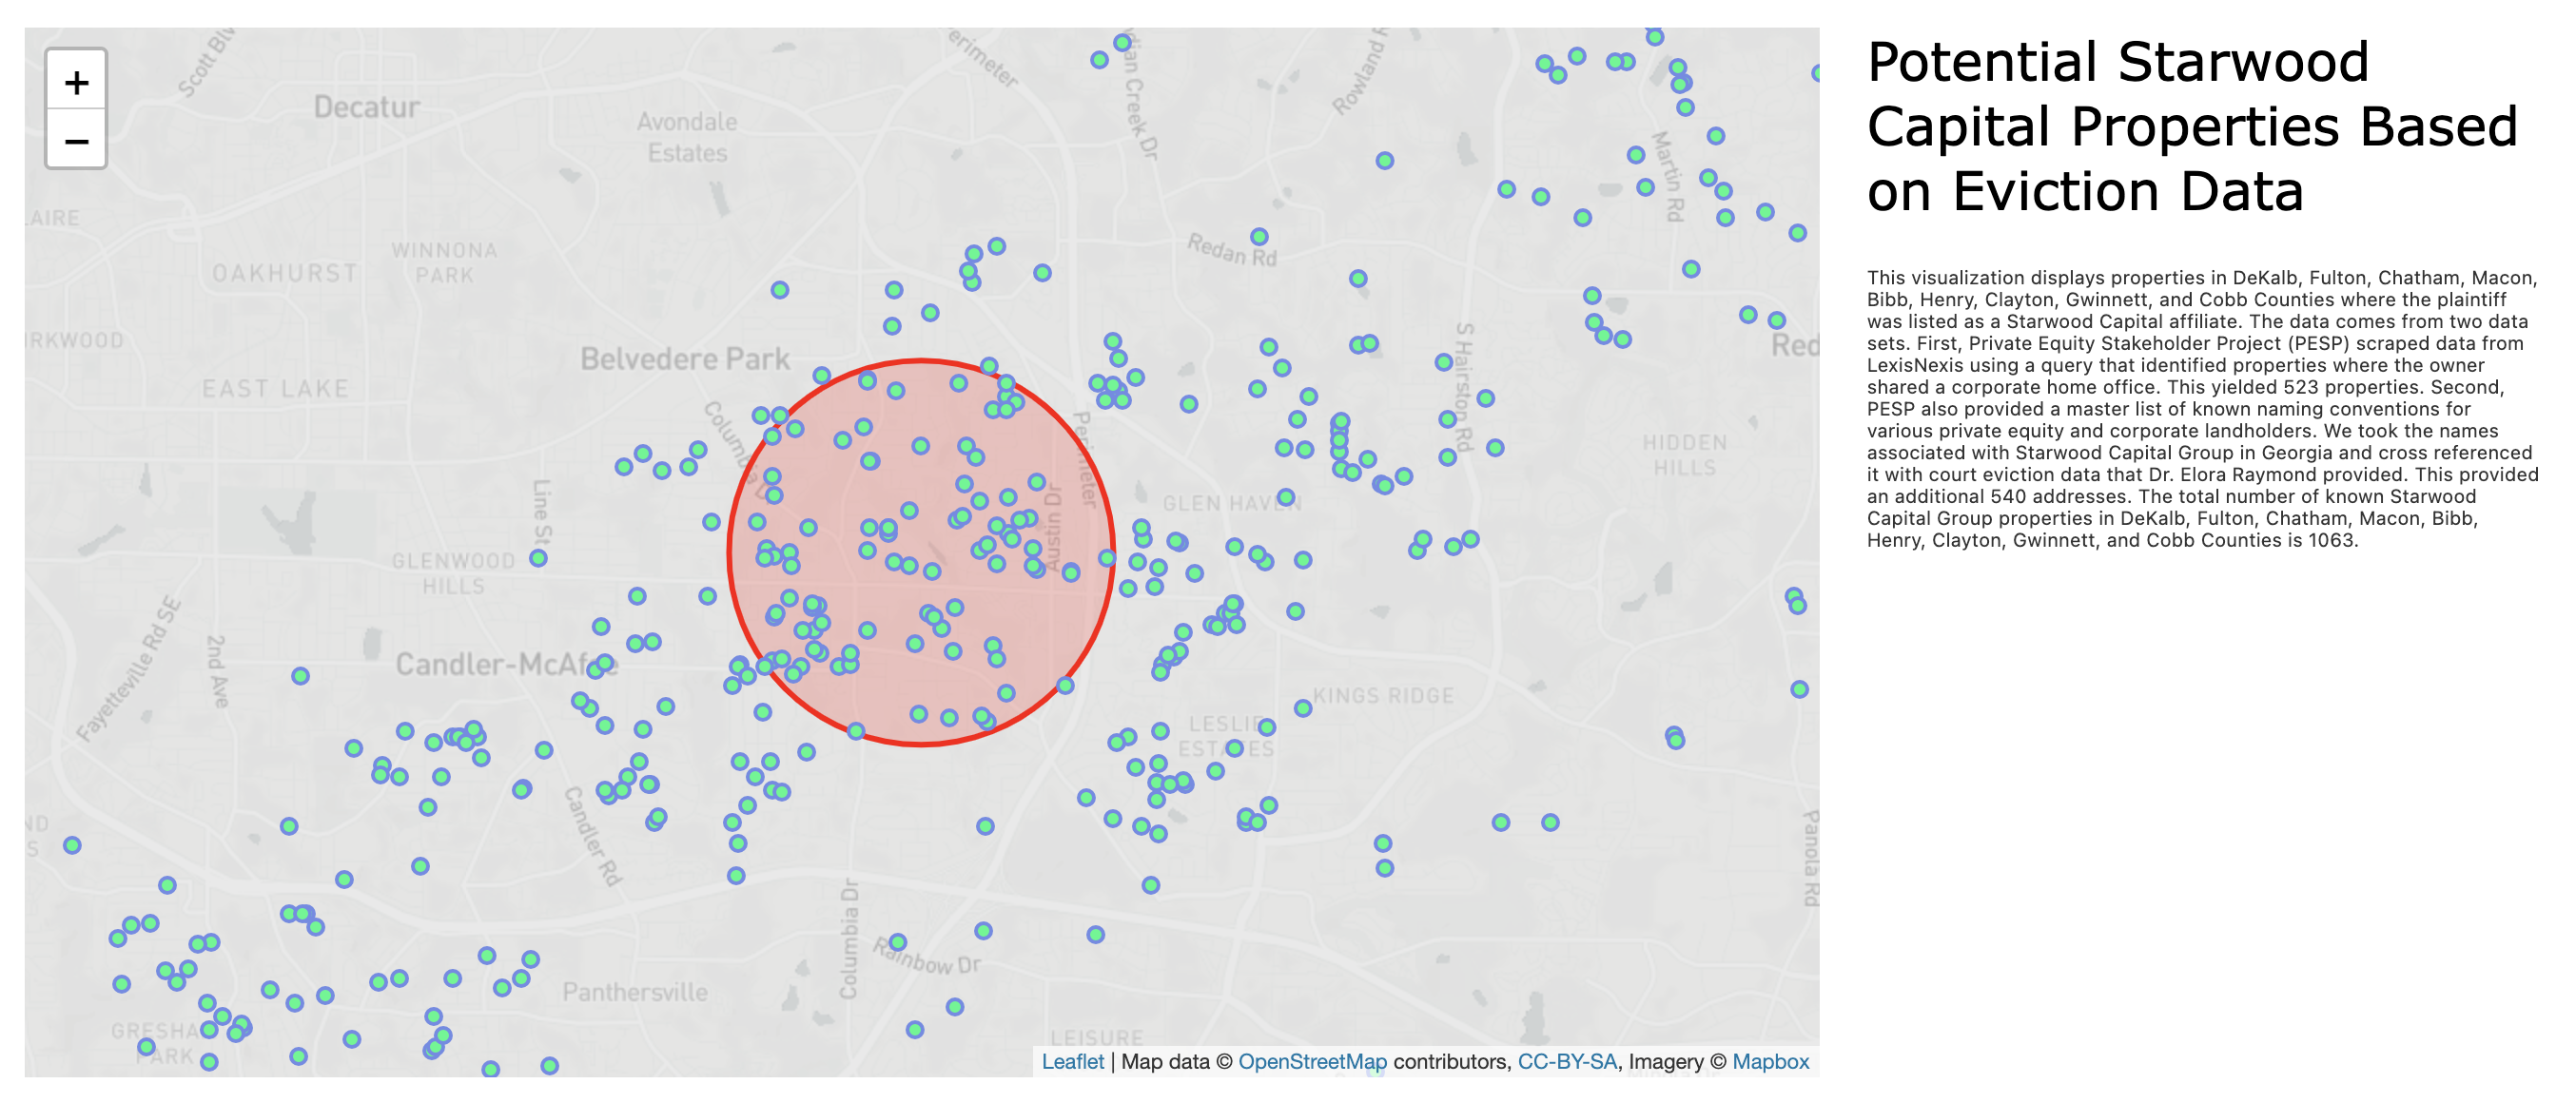 +
−
Scott Blv
Decatur
Avondale
Estates
erimeter
dian Creek Dr
Rowland R
Martin Rd
LAIRE
WINNONA
PARK
OAKHURST
Redan Rd
IRKWOOD
Belvedere Park
EAST LAKE
S Hairston Rd
Red
Columbia D
Perimeter
HIDDEN
HILLS
Line St
Austin Dr
GLEN HAVEN
GLENWOOD
HILLS
Fayetteville Rd SE
2nd Ave
Candler-McAf e
KINGS RIDGE
LESLIE
ESTATES
Candler Rd
ND
S
Panola Rd
Columbia Dr
Rainbow Dr
Panthersville
GRESHA
PARK
LEISURE
Leaflet | Map data © OpenStreetMap contributors, CC-BY-SA, Imagery © Mapbox
Potential Starwood
Capital Properties Based
on Eviction Data
This visualization displays properties in DeKalb, Fulton, Chatham, Macon,
Bibb, Henry, Clayton, Gwinnett, and Cobb Counties where the plaintiff
was listed as a Starwood Capital affiliate. The data comes from two data
sets. First, Private Equity Stakeholder Project (PESP) scraped data from
LexisNexis using a query that identified properties where the owner
shared a corporate home office. This yielded 523 properties. Second,
PESP also provided a master list of known naming conventions for
various private equity and corporate landholders. We took the names
associated with Starwood Capital Group in Georgia and cross referenced
it with court eviction data that Dr. Elora Raymond provided. This provided
an additional 540 addresses. The total number of known Starwood
Capital Group properties in DeKalb, Fulton, Chatham, Macon, Bibb,
Henry, Clayton, Gwinnett, and Cobb Counties is 1063.